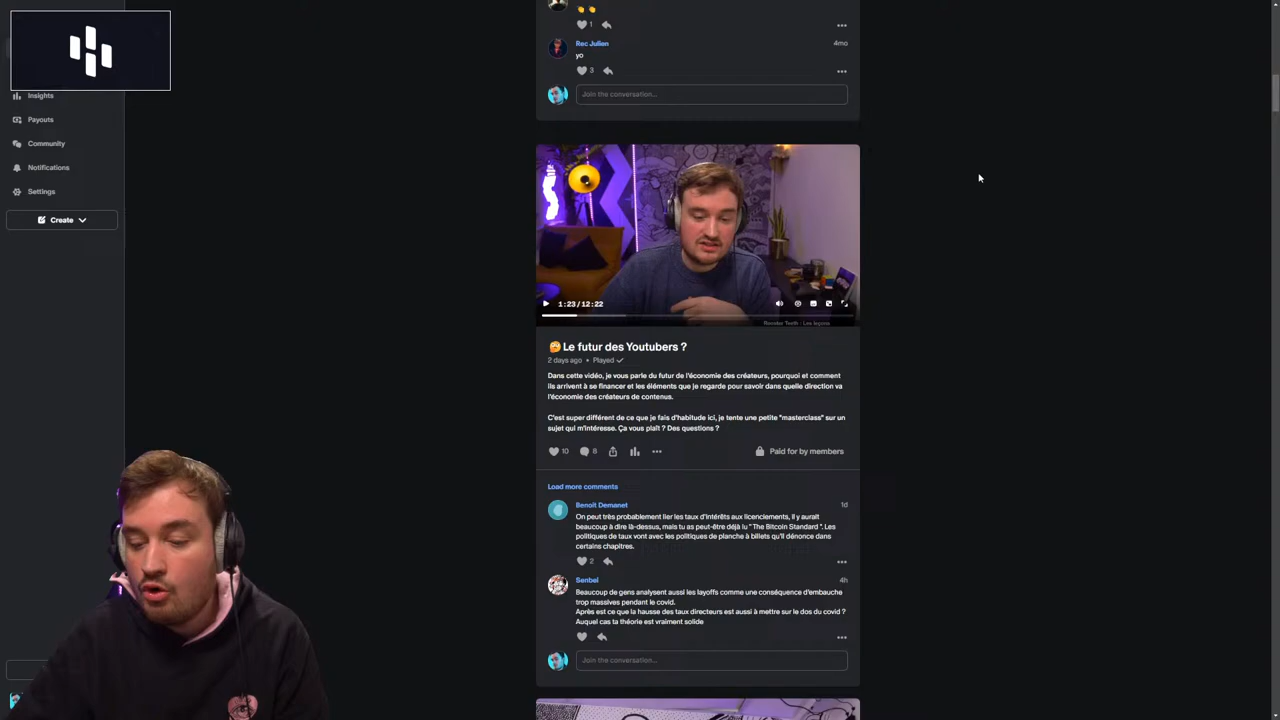 1
Rec Julien
4mo
yo
3
Join the conversation...
Insights
Payouts
Community
Notifications
Settings
Create
1:23 / 12:22
Le futur des Youtubers ?
2 days ago • Played
Dans cette vidéo, je vous parle du futur de l'économie des créateurs, pourquoi et comment
ils arrivent à se financer et les éléments que je regarde pour savoir dans quelle direction va
l'économie des créateurs de contenus.
C'est super différent de ce que je fais d'habitude ici, je tente une petite "masterclass" sur un
sujet qui m'intéresse. Ça vous plaît ? Des questions ?
10
8
Paid for by members
Load more comments
Benoit Demanet
1d
On peut très probablement lier les taux d'intérêts aux licenciements, il y aurait
beaucoup à dire là-dessus, mais tu as peut-être déjà lu " The Bitcoin Standard ". Les
politiques de taux vont avec les politiques de planche à billets qu'il dénonce dans
certains chapitres.
2
Senbei
4h
Beaucoup de gens analysent aussi les layoffs comme une conséquence d'embauche
trop massives pendant le covid.
Après est ce que la hausse des taux directeurs est aussi à mettre sur le dos du covid ?
Auquel cas ta théorie est vraiment solide
Join the conversation...